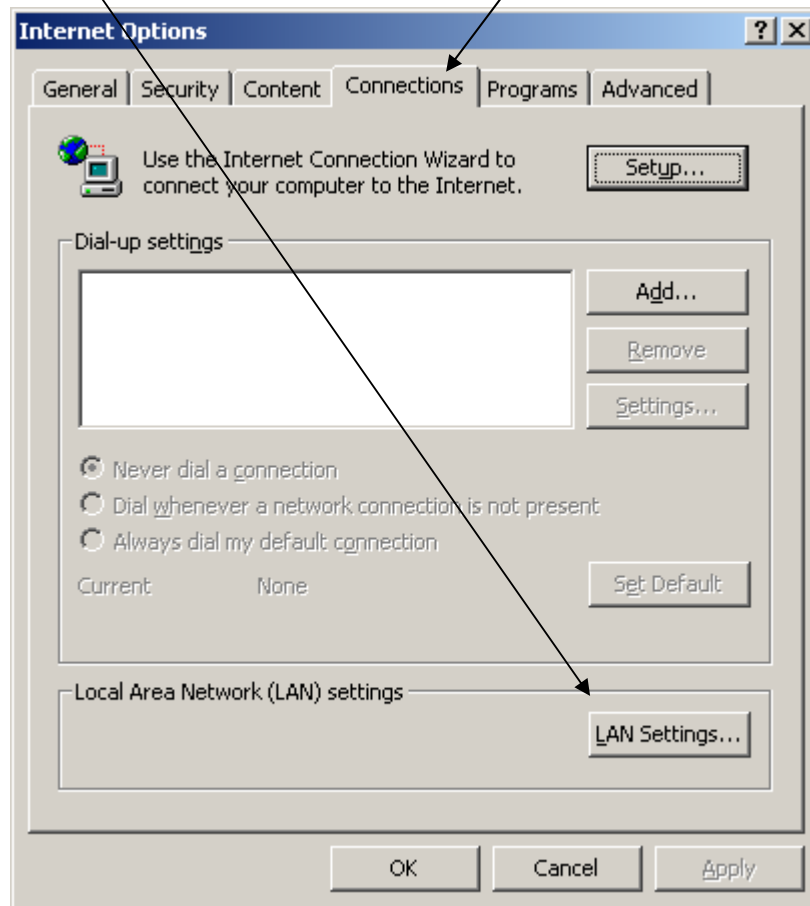 Internet Options
General Security Content Connections Programs Advanced
Use the Internet Connection Wizard to
connect your computer to the Internet.
Setup...
Dial-up settings
Add...
Remove
Settings...
Never dial a connection
Dial whenever a network connection is not present
Always dial my default connection
Current None
Set Default
Local Area Network (LAN) settings
LAN Settings...
OK Cancel Apply